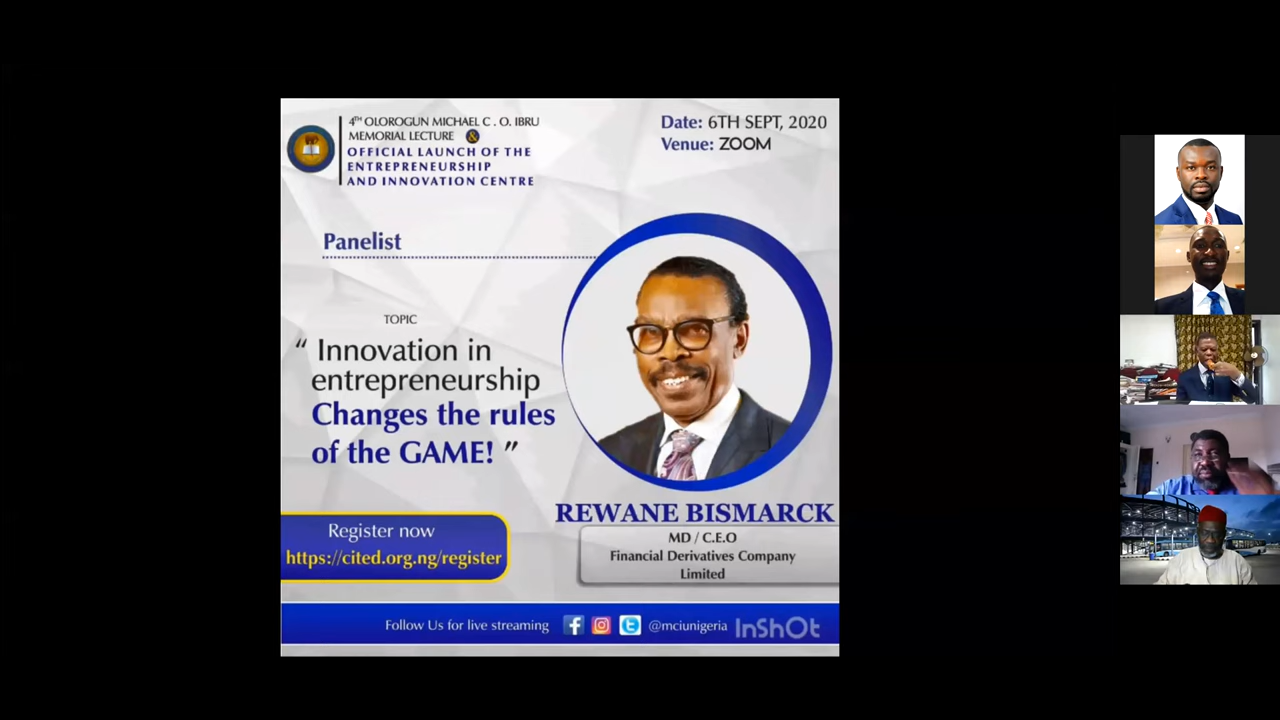 4TH OLOROGUN MICHAEL C . O. IBRU
MEMORIAL LECTURE &
OFFICIAL LAUNCH OF THE
ENTREPRENEURSHIP
AND INNOVATION CENTRE
Date: 6TH SEPT, 2020
Venue: ZOOM
Panelist
TOPIC
“ Innovation in
entrepreneurship
Changes the rules
of the GAME! ”
REWANE BISMARCK
MD / C.E.O
Financial Derivatives Company
Limited
Register now
https://cited.org.ng/register
Follow Us for live streaming @mciunigeria InShOt